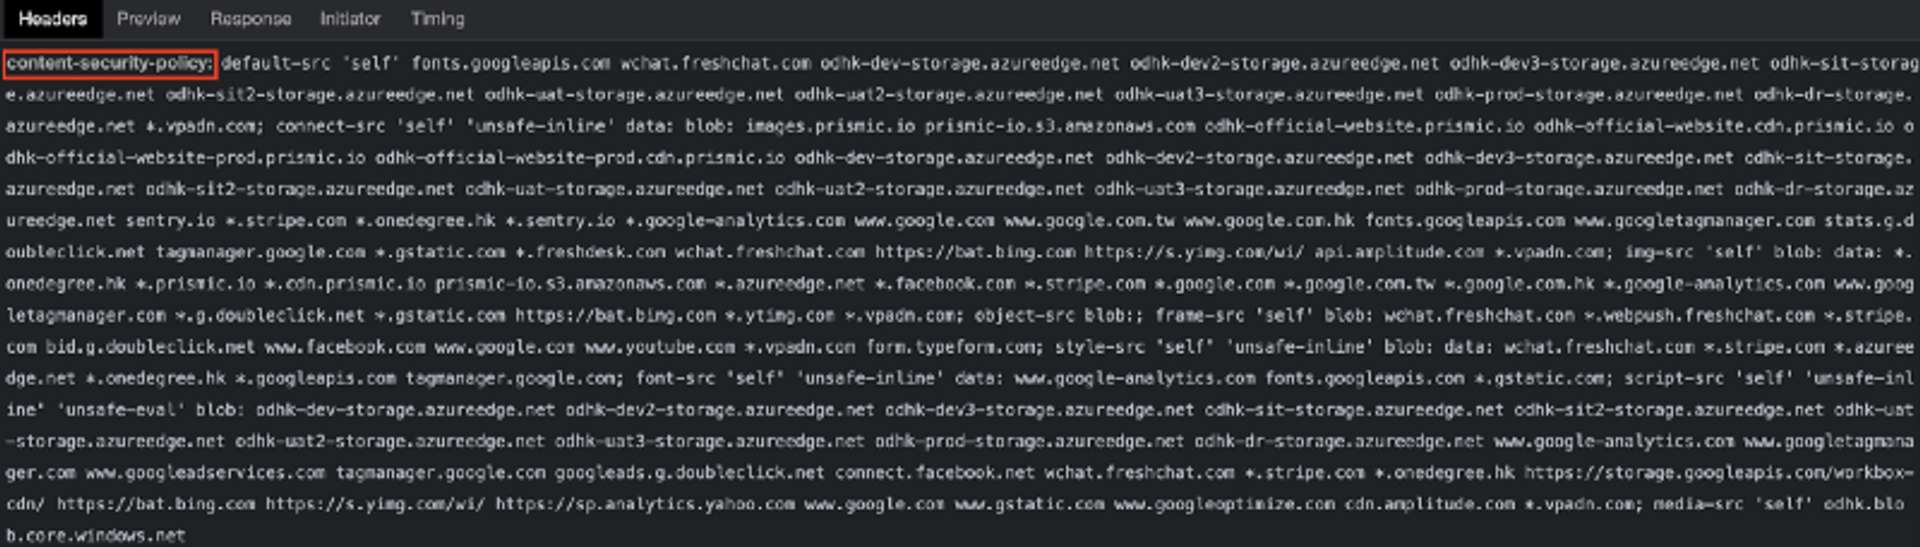 Headers Preview Response Initiator Timing
content-security-policy: default-src 'self' fonts.googleapis.com wchat.freshchat.com odhk-dev-storage.azureedge.net odhk-dev2-storage.azureedge.net odhk-dev3-storage.azureedge.net odhk-sit-storag
e.azureedge.net odhk-sit2-storage.azureedge.net odhk-uat-storage.azureedge.net odhk-uat2-storage.azureedge.net odhk-uat3-storage.azureedge.net odhk-prod-storage.azureedge.net odhk-dr-storage.
azureedge.net *.vpadn.com; connect-src 'self' 'unsafe-inline' data: blob: images.prismic.io prismic-io.s3.amazonaws.com odhk-official-website.prismic.io odhk-official-website.cdn.prismic.io o
dhk-official-website-prod.prismic.io odhk-official-website-prod.cdn.prismic.io odhk-dev-storage.azureedge.net odhk-dev2-storage.azureedge.net odhk-dev3-storage.azureedge.net odhk-sit-storage.
azureedge.net odhk-sit2-storage.azureedge.net odhk-uat-storage.azureedge.net odhk-uat2-storage.azureedge.net odhk-uat3-storage.azureedge.net odhk-prod-storage.azureedge.net odhk-dr-storage.az
ureedge.net sentry.io *.stripe.com *.onedegree.hk *.sentry.io *.google-analytics.com www.google.com www.google.com.tw www.google.com.hk fonts.googleapis.com www.googletagmanager.com stats.g.d
oubleclick.net tagmanager.google.com *.gstatic.com *.freshdesk.com wchat.freshchat.com https://bat.bing.com https://s.yimg.com/wi/ api.amplitude.com *.vpadn.com; img-src 'self' blob: data: *.
onedegree.hk *.prismic.io *.cdn.prismic.io prismic-io.s3.amazonaws.com *.azureedge.net *.facebook.com *.stripe.com *.google.com *.google.com.tw *.google.com.hk *.google-analytics.com www.goog
letagmanager.com *.g.doubleclick.net *.gstatic.com https://bat.bing.com *.ytimg.com *.vpadn.com; object-src blob:; frame-src 'self' blob: wchat.freshchat.com *.webpush.freshchat.com *.stripe.
com bid.g.doubleclick.net www.facebook.com www.google.com www.youtube.com *.vpadn.com form.typeform.com; style-src 'self' 'unsafe-inline' blob: data: wchat.freshchat.com *.stripe.com *.azuree
dge.net *.onedegree.hk *.googleapis.com tagmanager.google.com; font-src 'self' 'unsafe-inline' data: www.google-analytics.com fonts.googleapis.com *.gstatic.com; script-src 'self' 'unsafe-inl
ine' 'unsafe-eval' blob: odhk-dev-storage.azureedge.net odhk-dev2-storage.azureedge.net odhk-dev3-storage.azureedge.net odhk-sit-storage.azureedge.net odhk-sit2-storage.azureedge.net odhk-uat
-storage.azureedge.net odhk-uat2-storage.azureedge.net odhk-uat3-storage.azureedge.net odhk-prod-storage.azureedge.net odhk-dr-storage.azureedge.net www.google-analytics.com www.googletagmana
ger.com www.googleadservices.com tagmanager.google.com googleads.g.doubleclick.net connect.facebook.net wchat.freshchat.com *.stripe.com *.onedegree.hk https://storage.googleapis.com/workbox-
cdn/ https://bat.bing.com https://s.yimg.com/wi/ https://sp.analytics.yahoo.com www.google.com www.gstatic.com www.googleoptimize.com cdn.amplitude.com *.vpadn.com; media-src 'self' odhk.blo
b.core.windows.net